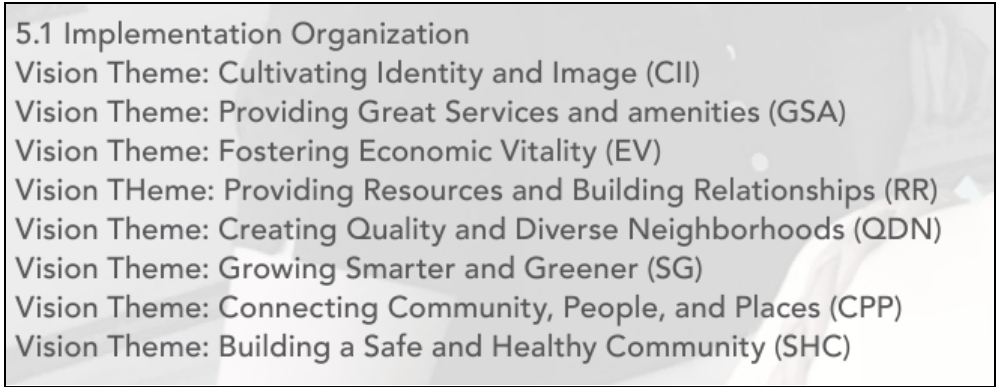 5.1 Implementation Organization
Vision Theme: Cultivating Identity and Image (CII)
Vision Theme: Providing Great Services and amenities (GSA)
Vision Theme: Fostering Economic Vitality (EV)
Vision THeme: Providing Resources and Building Relationships (RR)
Vision Theme: Creating Quality and Diverse Neighborhoods (QDN)
Vision Theme: Growing Smarter and Greener (SG)
Vision Theme: Connecting Community, People, and Places (CPP)
Vision Theme: Building a Safe and Healthy Community (SHC)